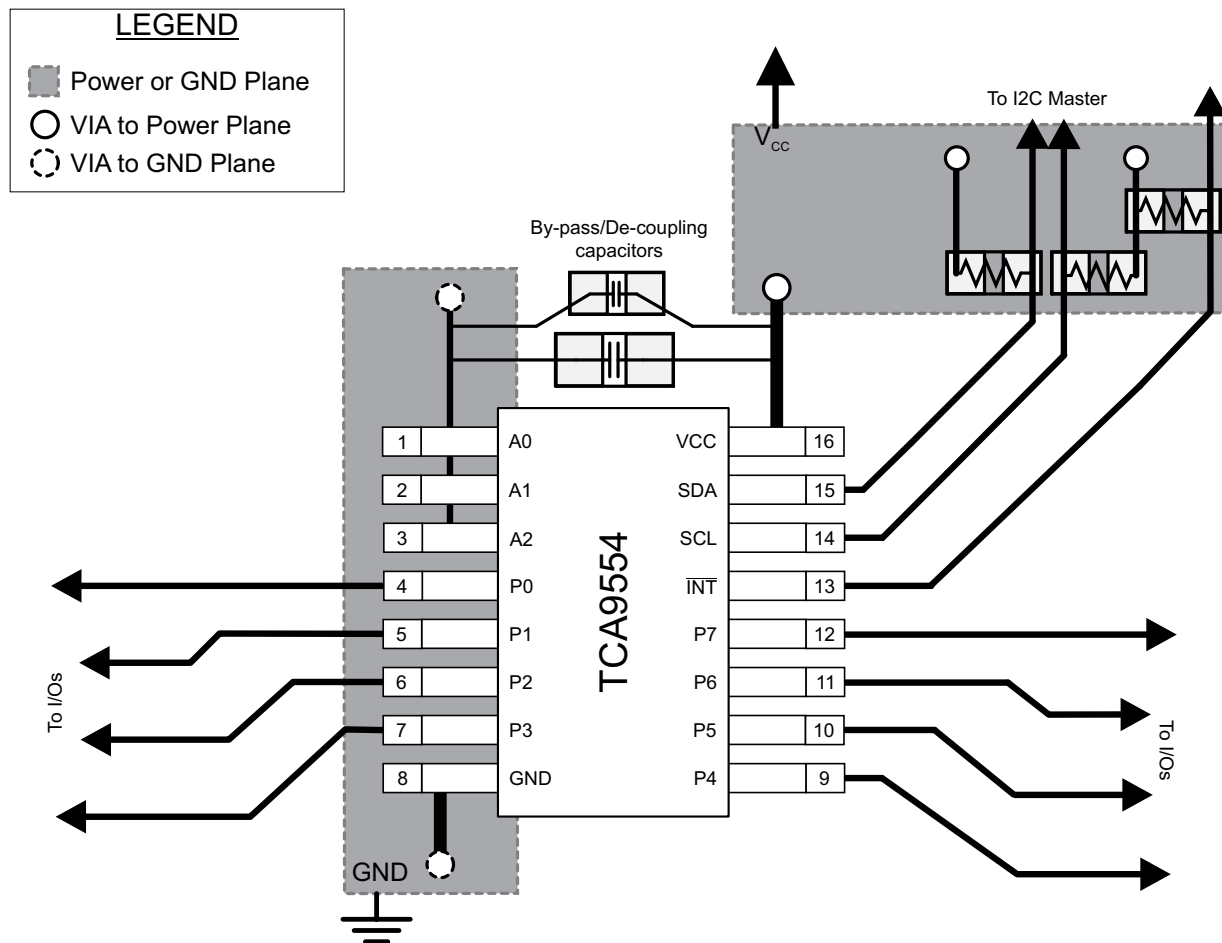 LEGEND
Power or GND Plane
VIA to Power Plane
VIA to GND Plane
To I2C Master
VCC
By-pass/De-coupling
capacitors
1 A0
2 A1
3 A2
4 P0
5 P1
6 P2
7 P3
8 GND
TCA9554
VCC 16
SDA 15
SCL 14
INT 13
P7 12
P6 11
P5 10
P4 9
To I/Os
To I/Os
GND